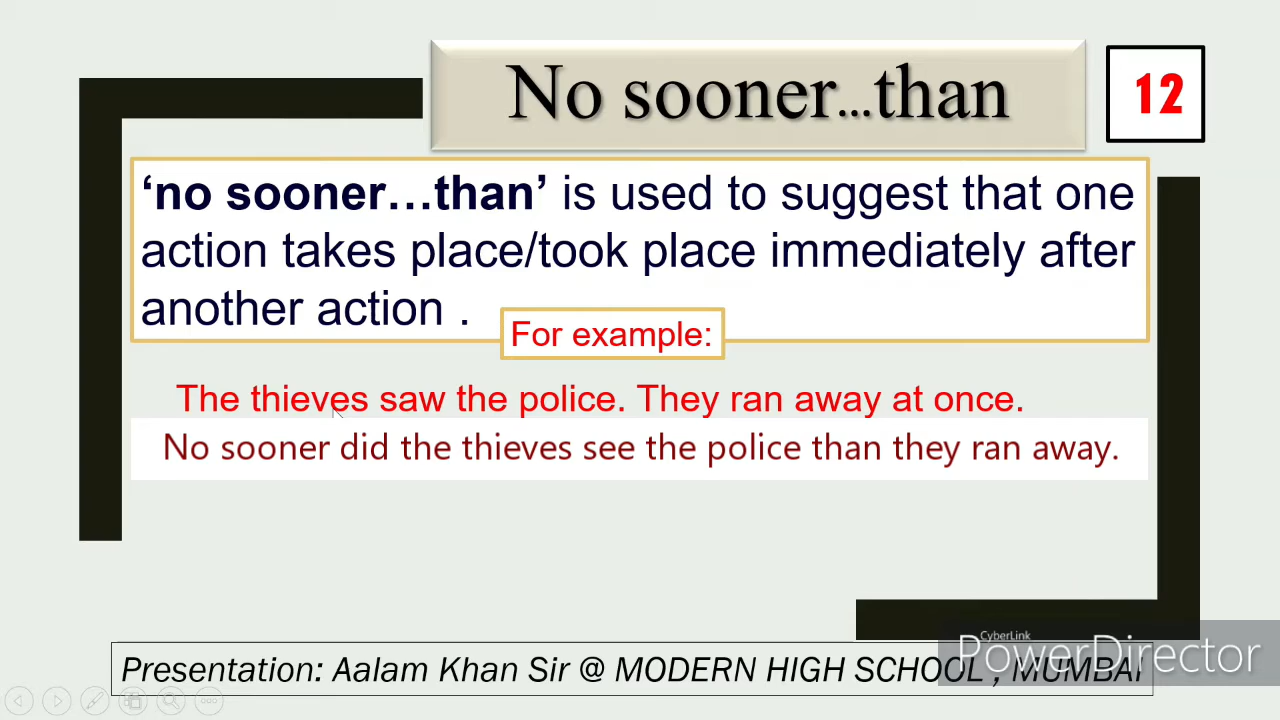 No sooner...than
12
‘no sooner…than’ is used to suggest that one
action takes place/took place immediately after
another action .
For example:
The thieves saw the police. They ran away at once.
No sooner did the thieves see the police than they ran away.
Presentation: Aalam Khan Sir @ MODERN HIGH SCHOOL , MUMBAI
CyberLink
PowerDirector